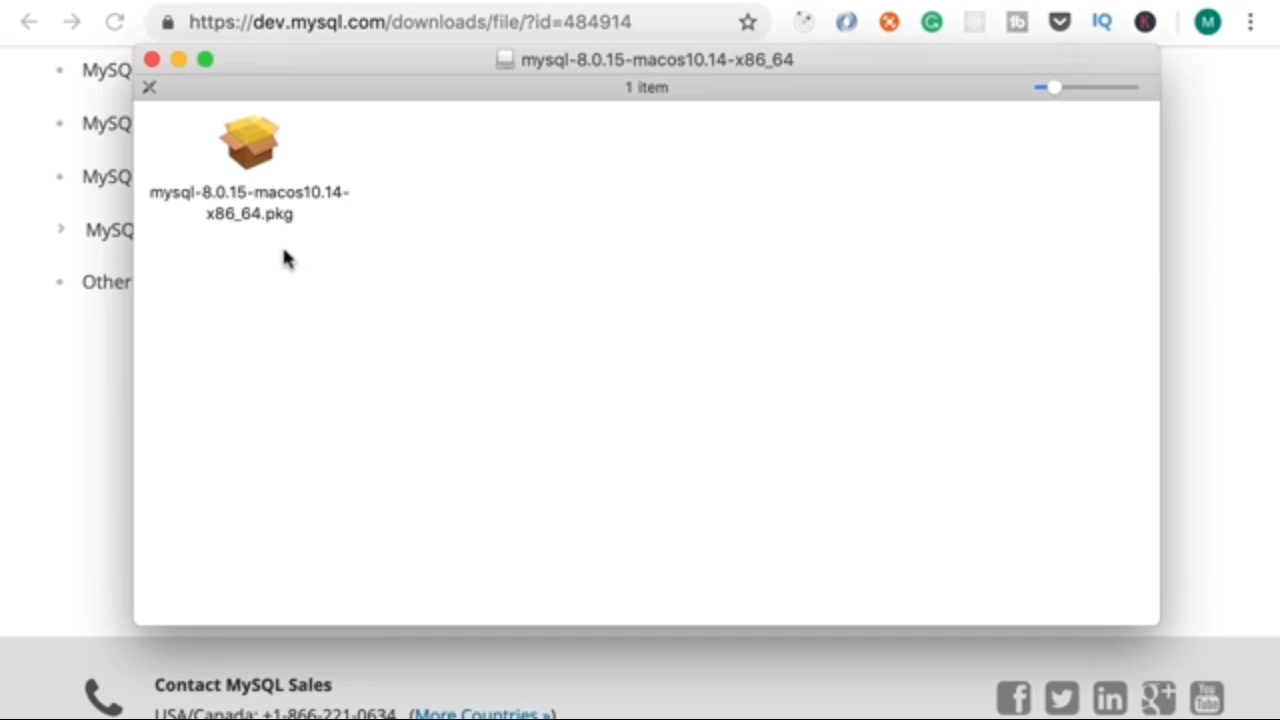 https://dev.mysql.com/downloads/file/?id=484914
IQ
K
M
mysql-8.0.15-macos10.14-x86_64
1 item
MySQ
MySQ
MySQ
MySQ
Other
mysql-8.0.15-macos10.14-
x86_64.pkg
Contact MySQL Sales
USA/Canada: +1-866-221-0634 (More Countries »)
You
Tube